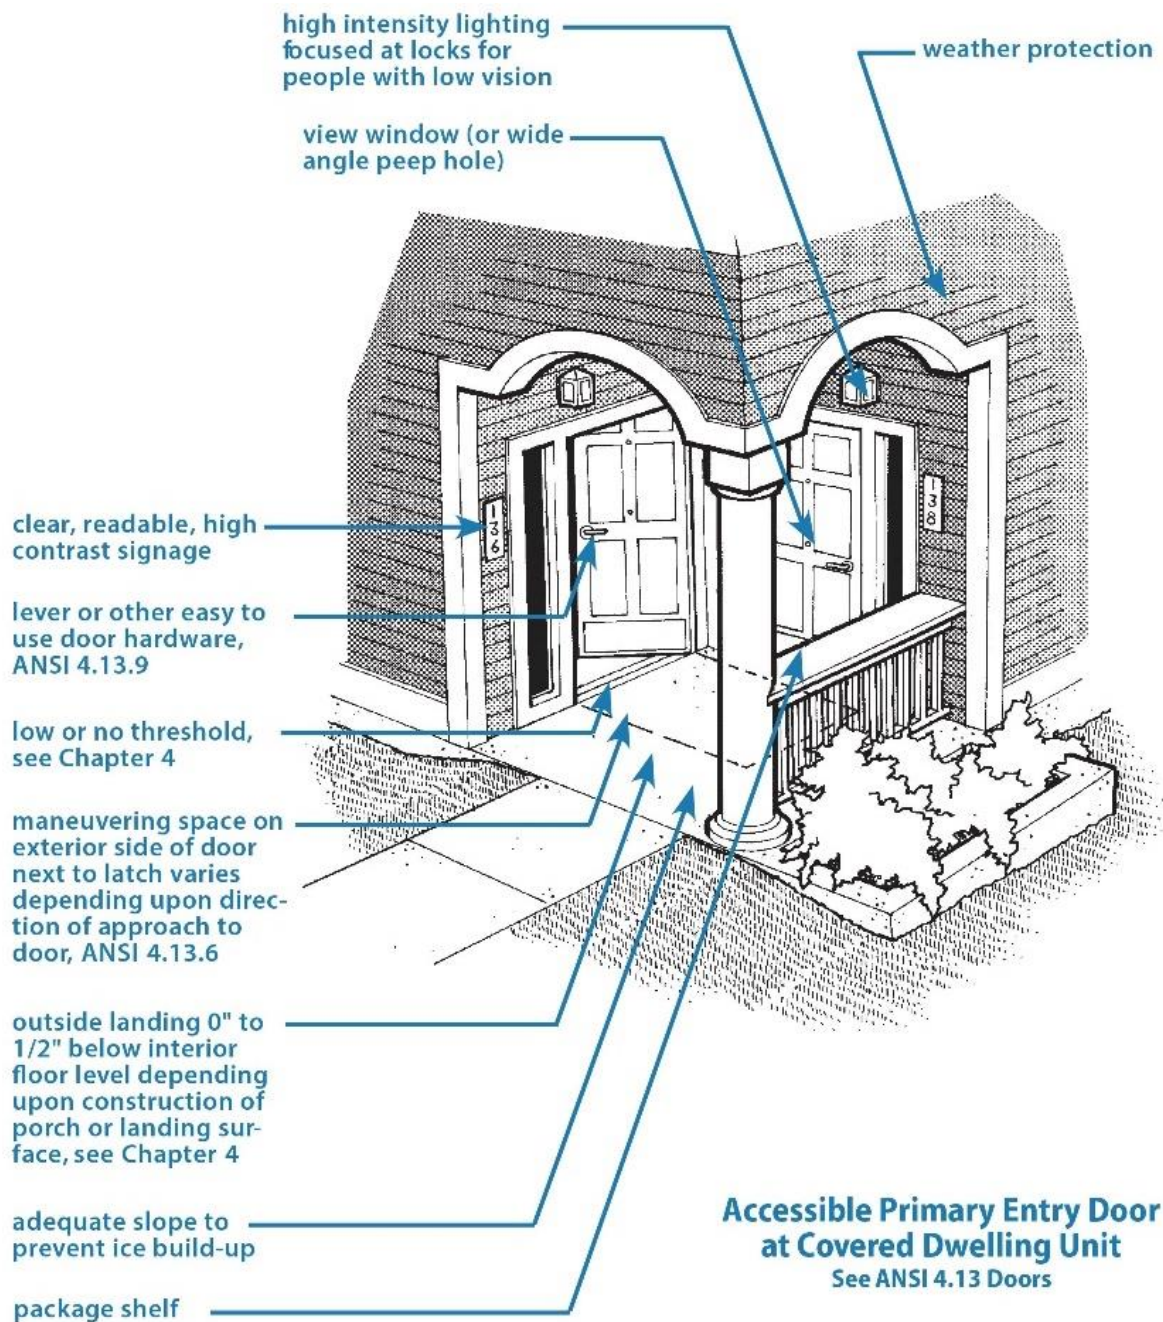 high intensity lighting
focused at locks for
people with low vision
weather protection
view window (or wide
angle peep hole)
136
138
clear, readable, high
contrast signage
lever or other easy to
use door hardware,
ANSI 4.13.9
low or no threshold,
see Chapter 4
maneuvering space on
exterior side of door
next to latch varies
depending upon direc-
tion of approach to
door, ANSI 4.13.6
outside landing 0" to
1/2" below interior
floor level depending
upon construction of
porch or landing sur-
face, see Chapter 4
adequate slope to
prevent ice build-up
package shelf
Accessible Primary Entry Door
at Covered Dwelling Unit
See ANSI 4.13 Doors